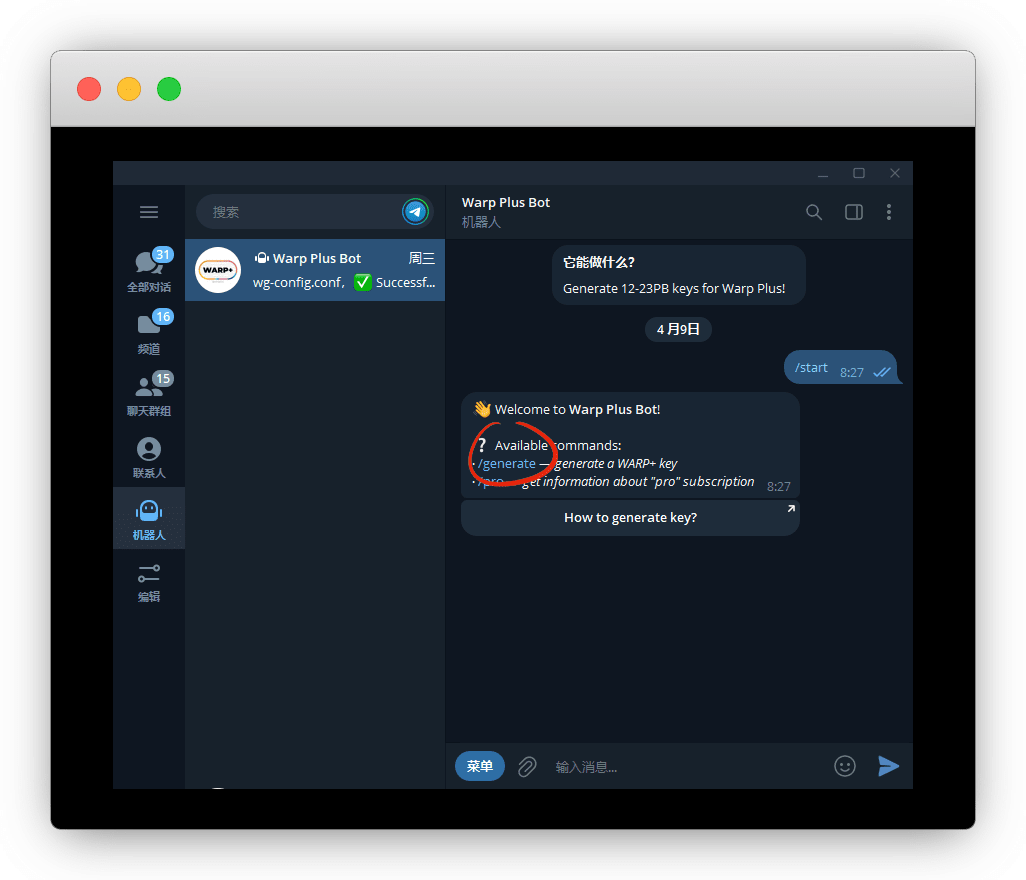 搜索
Warp Plus Bot
机器人
31
全部对话
16
频道
15
聊天群组
联系人
机器人
编辑
WARP+
Warp Plus Bot 周三
wg-config.conf, ✅ Successf...
它能做什么?
Generate 12-23PB keys for Warp Plus!
4 月9日
/start 8:27
👋 Welcome to Warp Plus Bot!
❔ Available commands:
· /generate — generate a WARP+ key
· /pro — get information about "pro" subscription
8:27
How to generate key?
菜单
输入消息...